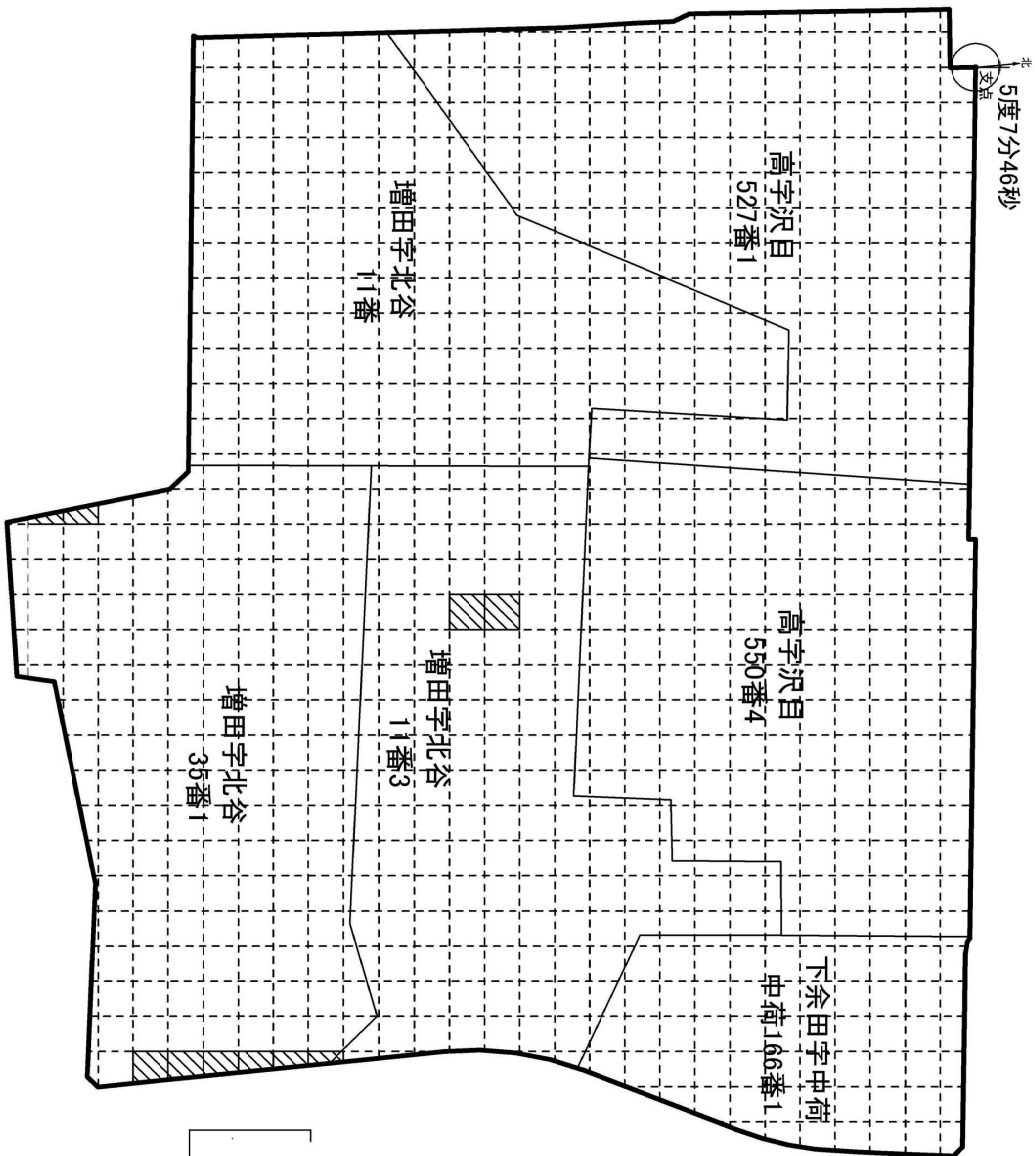 北
支点
5度7分46秒
高字沢目
527番1
増田字北谷
11番
高字沢目
550番4
増田字北谷
11番3
増田字北谷
35番1
下余田字中荷
中荷166番1